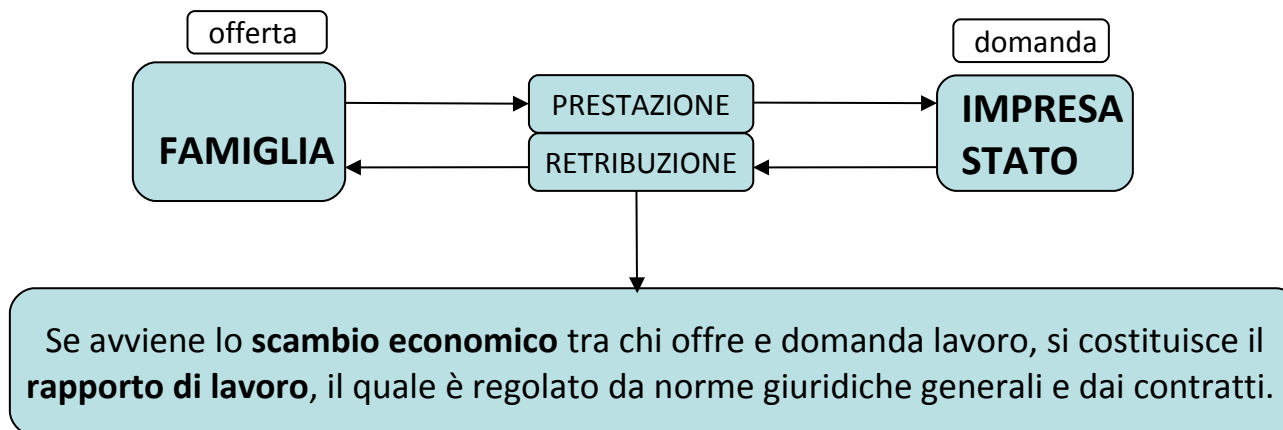 offerta
domanda
FAMIGLIA
PRESTAZIONE
RETRIBUZIONE
IMPRESA
STATO
Se avviene lo scambio economico tra chi offre e domanda lavoro, si costituisce il
rapporto di lavoro, il quale è regolato da norme giuridiche generali e dai contratti.